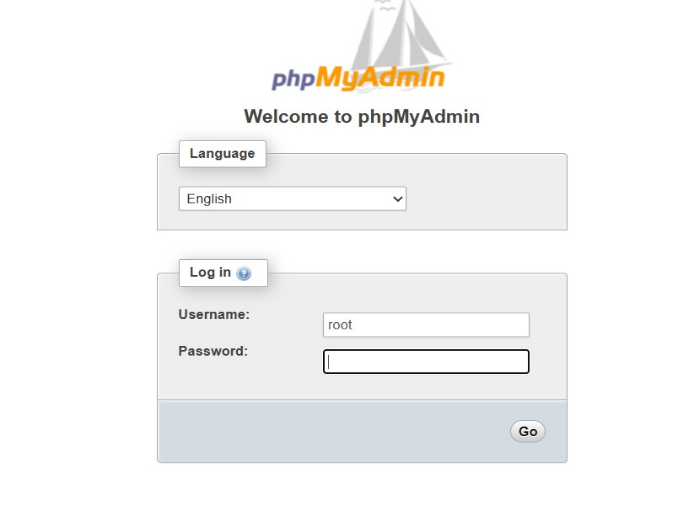 phpMyAdmin
Welcome to phpMyAdmin
Language
English
Log in
Username:
root
Password:
Go